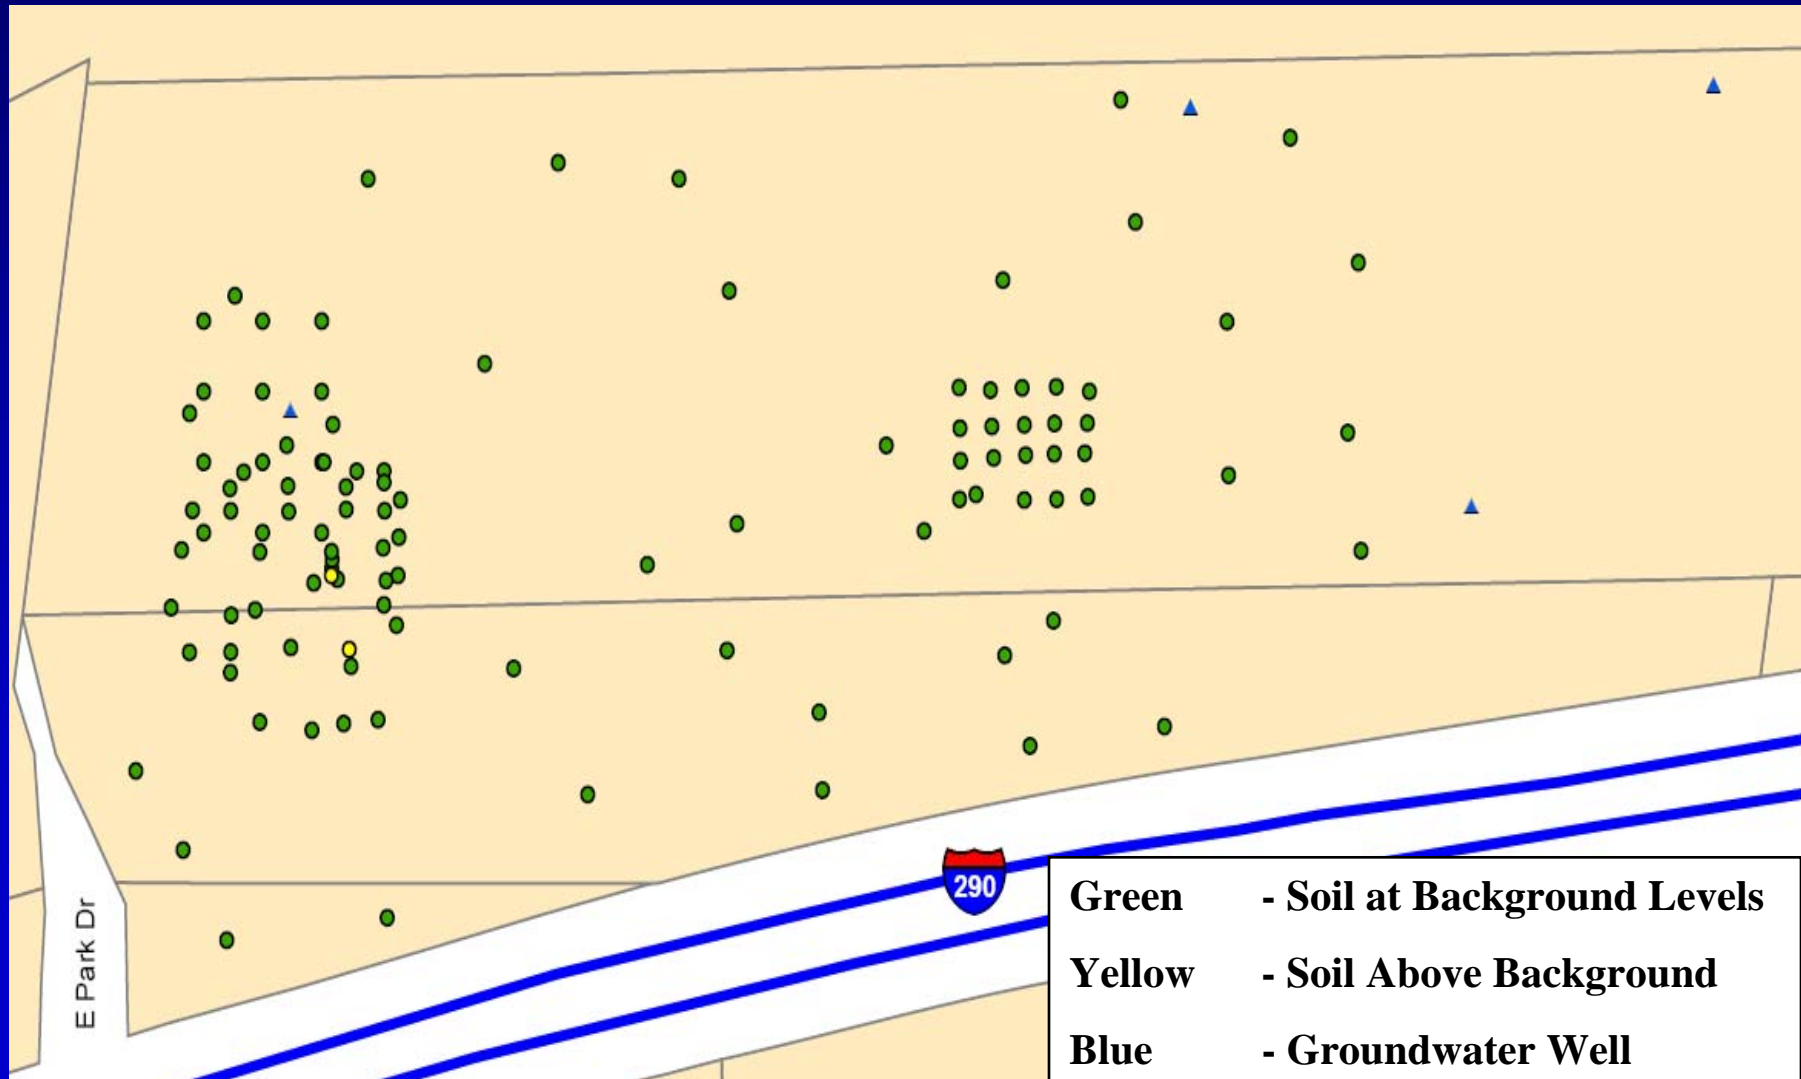 E Park Dr
290
Green - Soil at Background Levels
Yellow - Soil Above Background
Blue - Groundwater Well